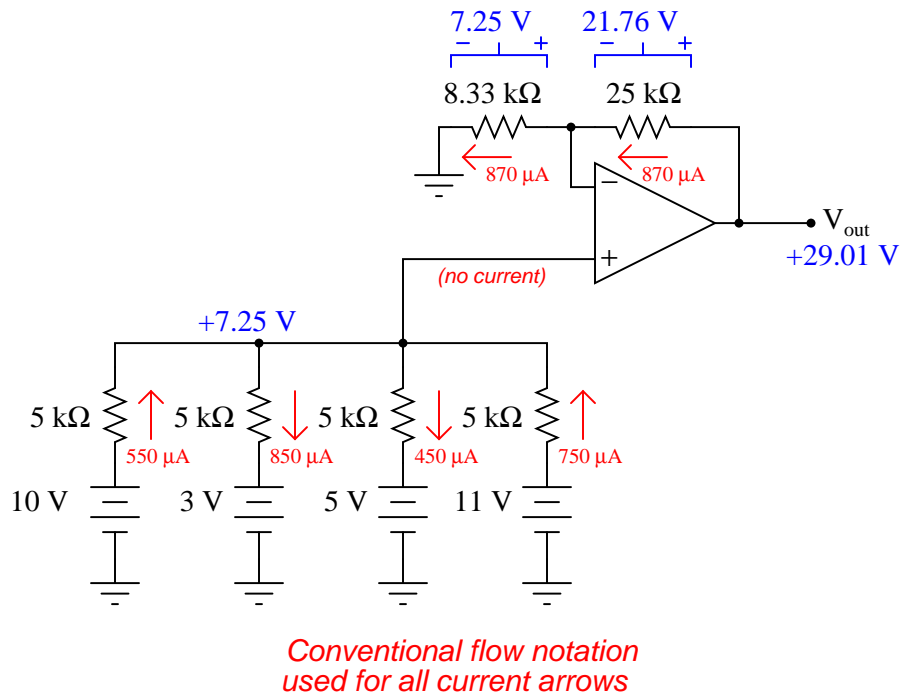 7.25 V 21.76 V
− + − +
8.33 kΩ 25 kΩ
870 µA 870 µA
−
+
Vout
+29.01 V
(no current)
+7.25 V
5 kΩ 5 kΩ 5 kΩ 5 kΩ
550 µA 850 µA 450 µA 750 µA
10 V 3 V 5 V 11 V
Conventional flow notation
used for all current arrows